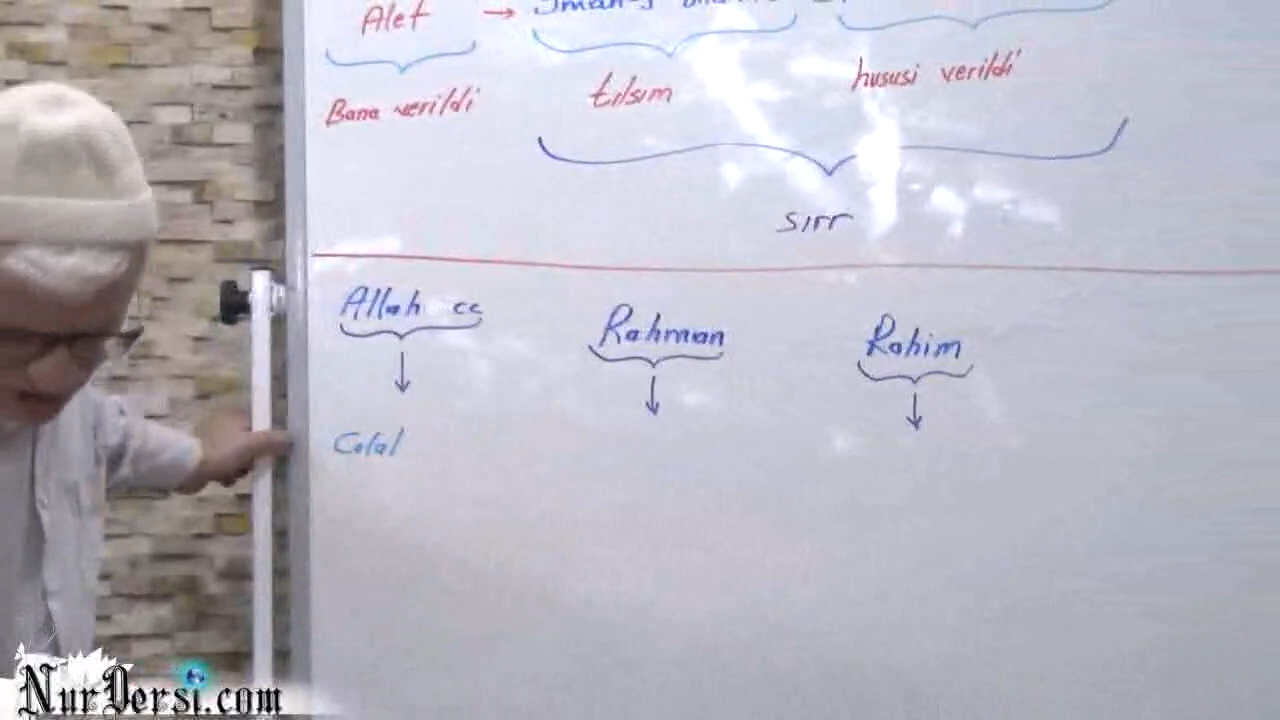 Alet →
Bana verildi tılsım hususi verildi
sırr
Allah cc Rahman Rahim
Celal
NurDersi.com